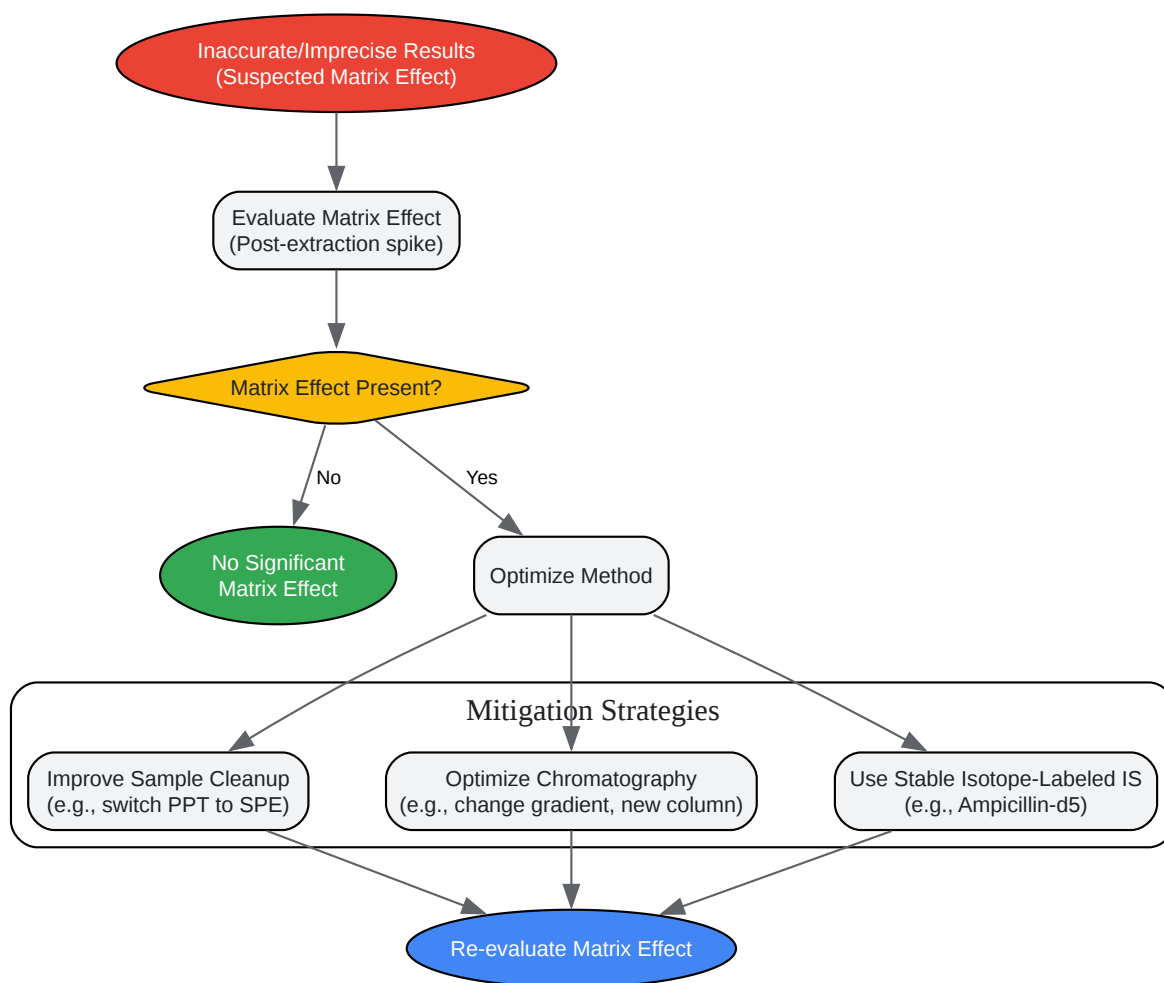 Inaccurate/Imprecise Results
(Suspected Matrix Effect)
Evaluate Matrix Effect
(Post-extraction spike)
Matrix Effect Present?
No
Yes
No Significant
Matrix Effect
Optimize Method
Mitigation Strategies
Improve Sample Cleanup
(e.g., switch PPT to SPE)
Optimize Chromatography
(e.g., change gradient, new column)
Use Stable Isotope-Labeled IS
(e.g., Ampicillin-d5)
Re-evaluate Matrix Effect